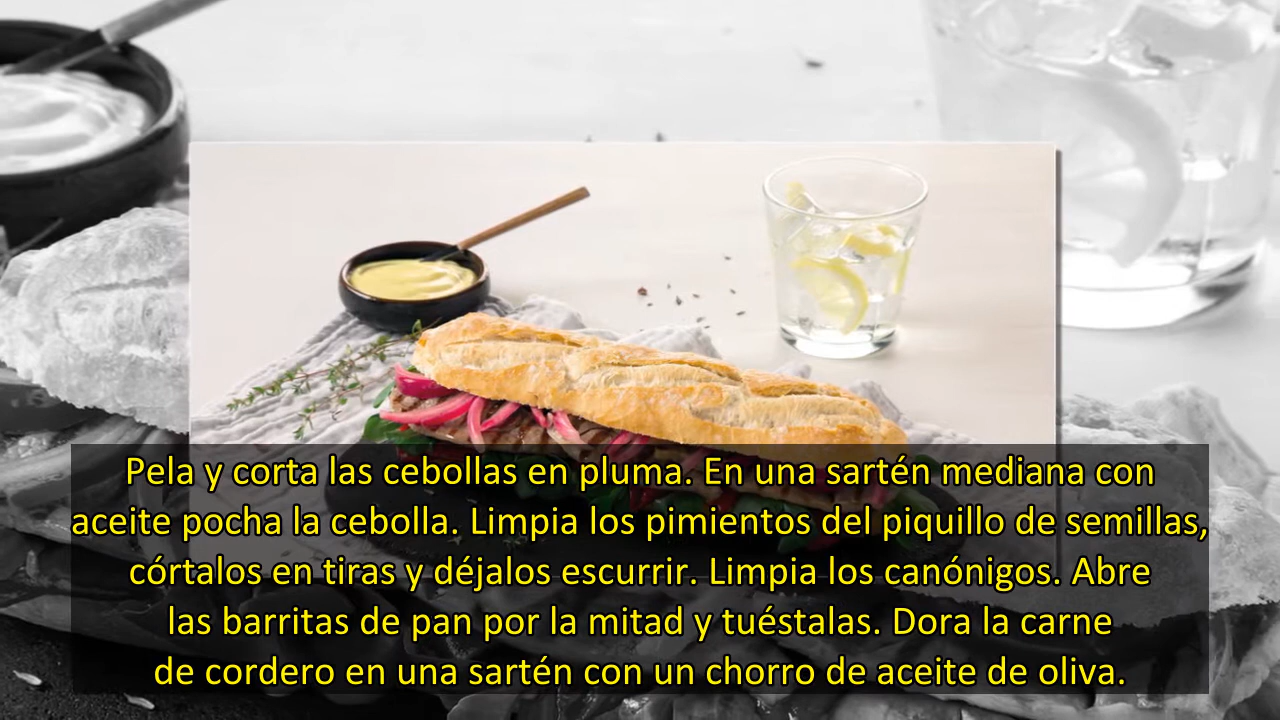 Pela y corta las cebollas en pluma. En una sartén mediana con
aceite pocha la cebolla. Limpia los pimientos del piquillo de semillas,
córtalos en tiras y déjalos escurrir. Limpia los canónigos. Abre
las barritas de pan por la mitad y tuéstalas. Dora la carne
de cordero en una sartén con un chorro de aceite de oliva.